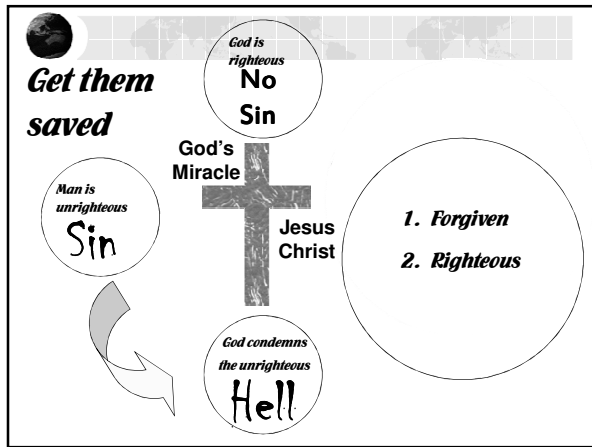 Get them
saved
God is
righteous
No
Sin
God's
Miracle
Jesus
Christ
Man is
unrighteous
Sin
1. Forgiven
2. Righteous
God condemns
the unrighteous
Hell